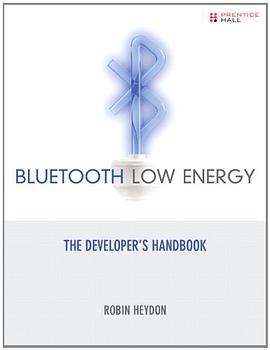 PRENTICE
HALL
BLUETOOTH LOW ENERGY
THE DEVELOPER'S HANDBOOK
ROBIN HEYDON